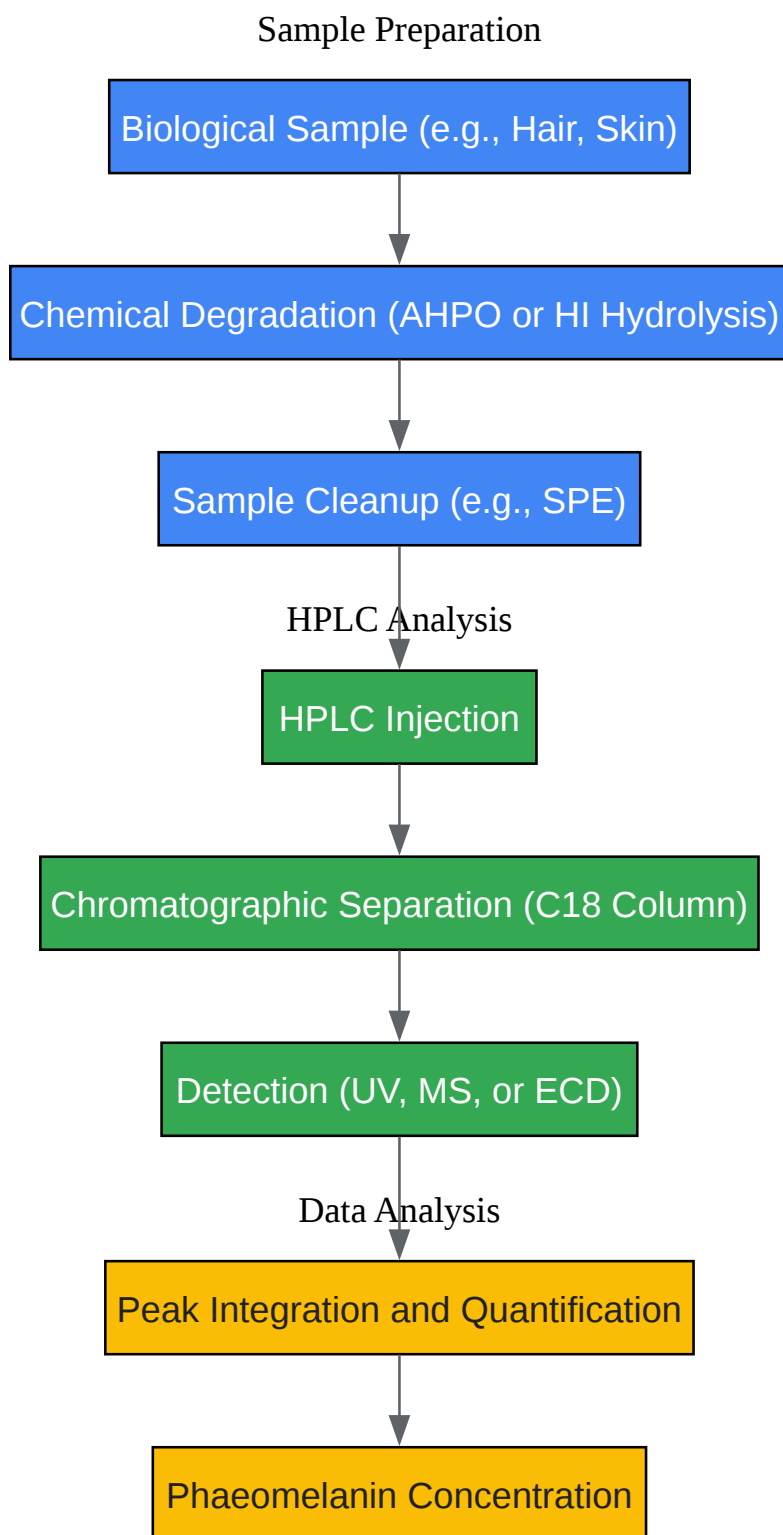 Sample Preparation
Biological Sample (e.g., Hair, Skin)
Chemical Degradation (AHPO or HI Hydrolysis)
Sample Cleanup (e.g., SPE)
HPLC Analysis
HPLC Injection
Chromatographic Separation (C18 Column)
Detection (UV, MS, or ECD)
Data Analysis
Peak Integration and Quantification
Phaeomelanin Concentration